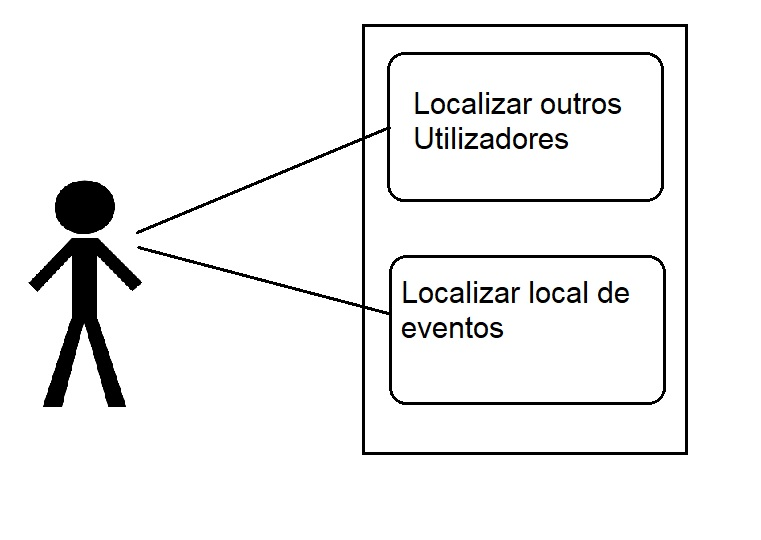 Localizar outros
Utilizadores
Localizar local de
eventos